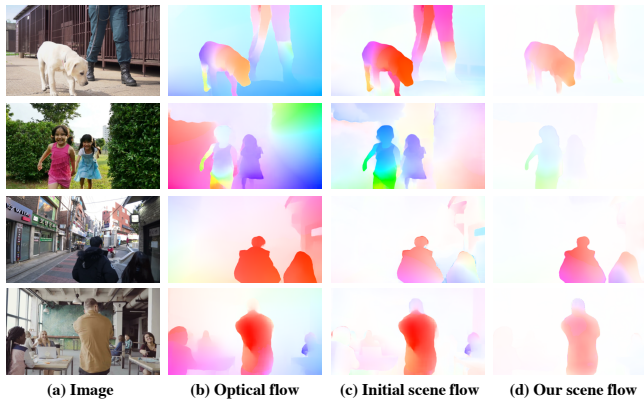 (a) Image
(b) Optical flow
(c) Initial scene flow
(d) Our scene flow